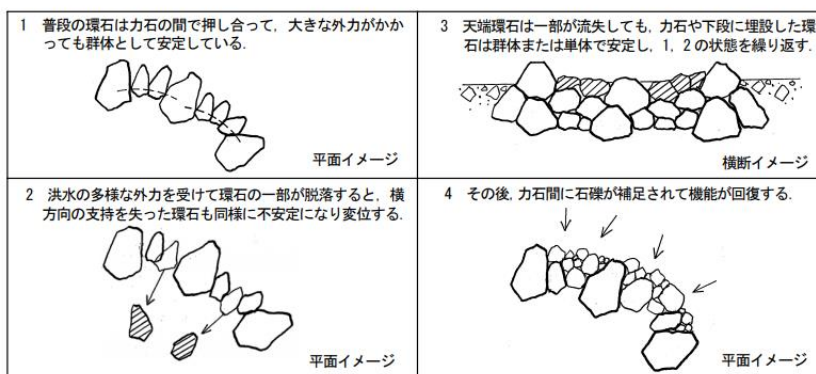 1 普段の環石は力石の間で押し合って，大きな外力がかか
っても群体として安定している.
平面イメージ
2 洪水の多様な外力を受けて環石の一部が脱落すると，横
方向の支持を失った環石も同様に不安定になり変位する.
平面イメージ
3 天端環石は一部が流失しても，力石や下段に埋設した環
石は群体または単体で安定し，1，2 の状態を繰り返す.
横断イメージ
4 その後，力石間に石礫が補足されて機能が回復する.
平面イメージ